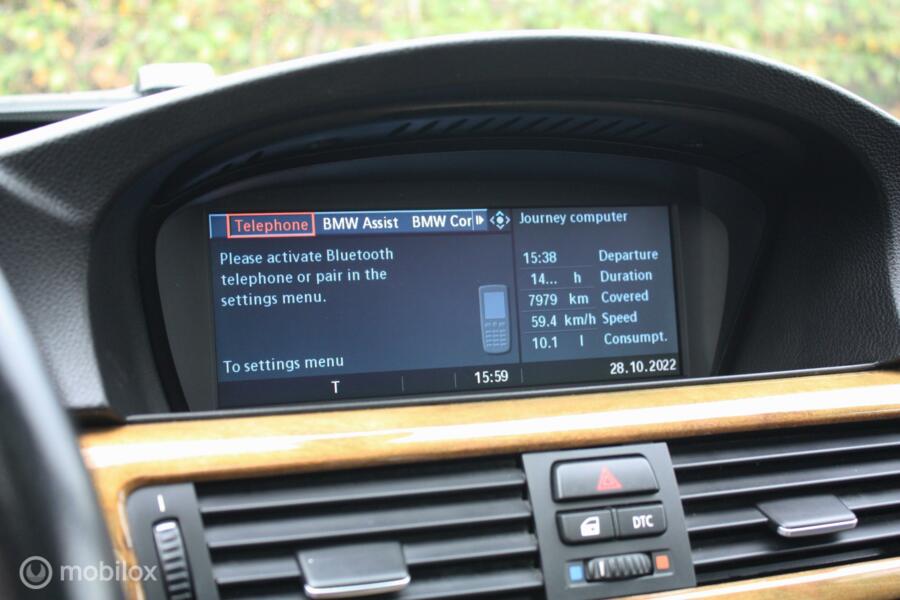 Telephone BMW Assist BMW Cor
Please activate Bluetooth
telephone or pair in the
settings menu.
To settings menu
Journey computer
15:38 Departure
14... h Duration
7979 km Covered
59.4 km/h Speed
10.1 l Consumpt.
T 15:59 28.10.2022
DTC
mobilox